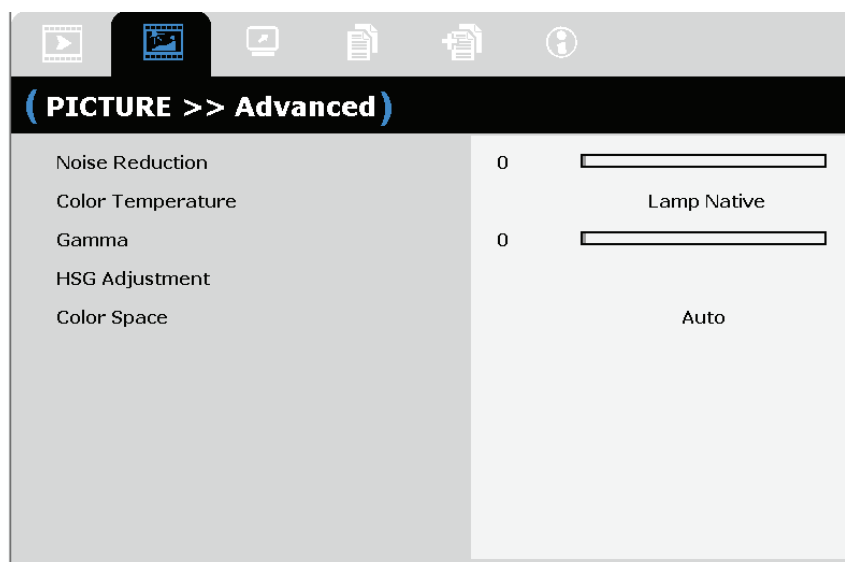 (PICTURE >> Advanced)
Noise Reduction 0
Color Temperature Lamp Native
Gamma 0
HSG Adjustment
Color Space Auto